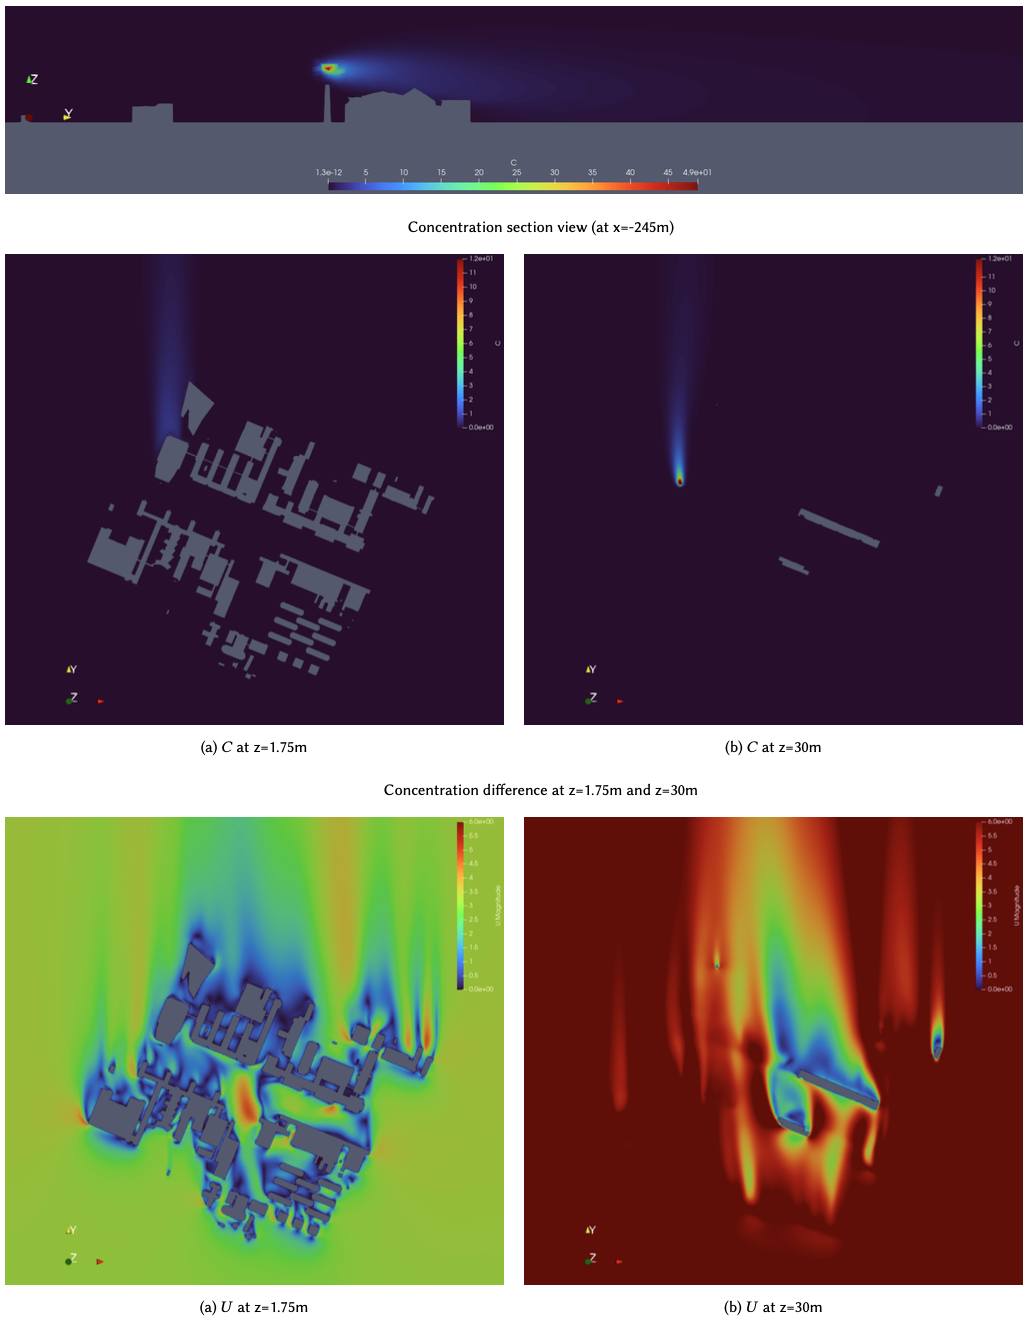 Z
Y
C
1.3e-12 5 10 15 20 25 30 35 40 45 4.9e+01
Concentration section view (at x=-245m)
1.2e+01
11
10
9
8
7
6
5
4
3
2
1
0.0e+00
C
Y
Z
1.2e+01
11
10
9
8
7
6
5
4
3
2
1
0.0e+00
C
Y
Z
(a) C at z=1.75m
(b) C at z=30m
Concentration difference at z=1.75m and z=30m
6.0e+00
5.5
5
4.5
4
3.5
3
2.5
2
1.5
1
0.5
0.0e+00
U Magnitude
Y
Z
6.0e+00
5.5
5
4.5
4
3.5
3
2.5
2
1.5
1
0.5
0.0e+00
U Magnitude
Y
Z
(a) U at z=1.75m
(b) U at z=30m